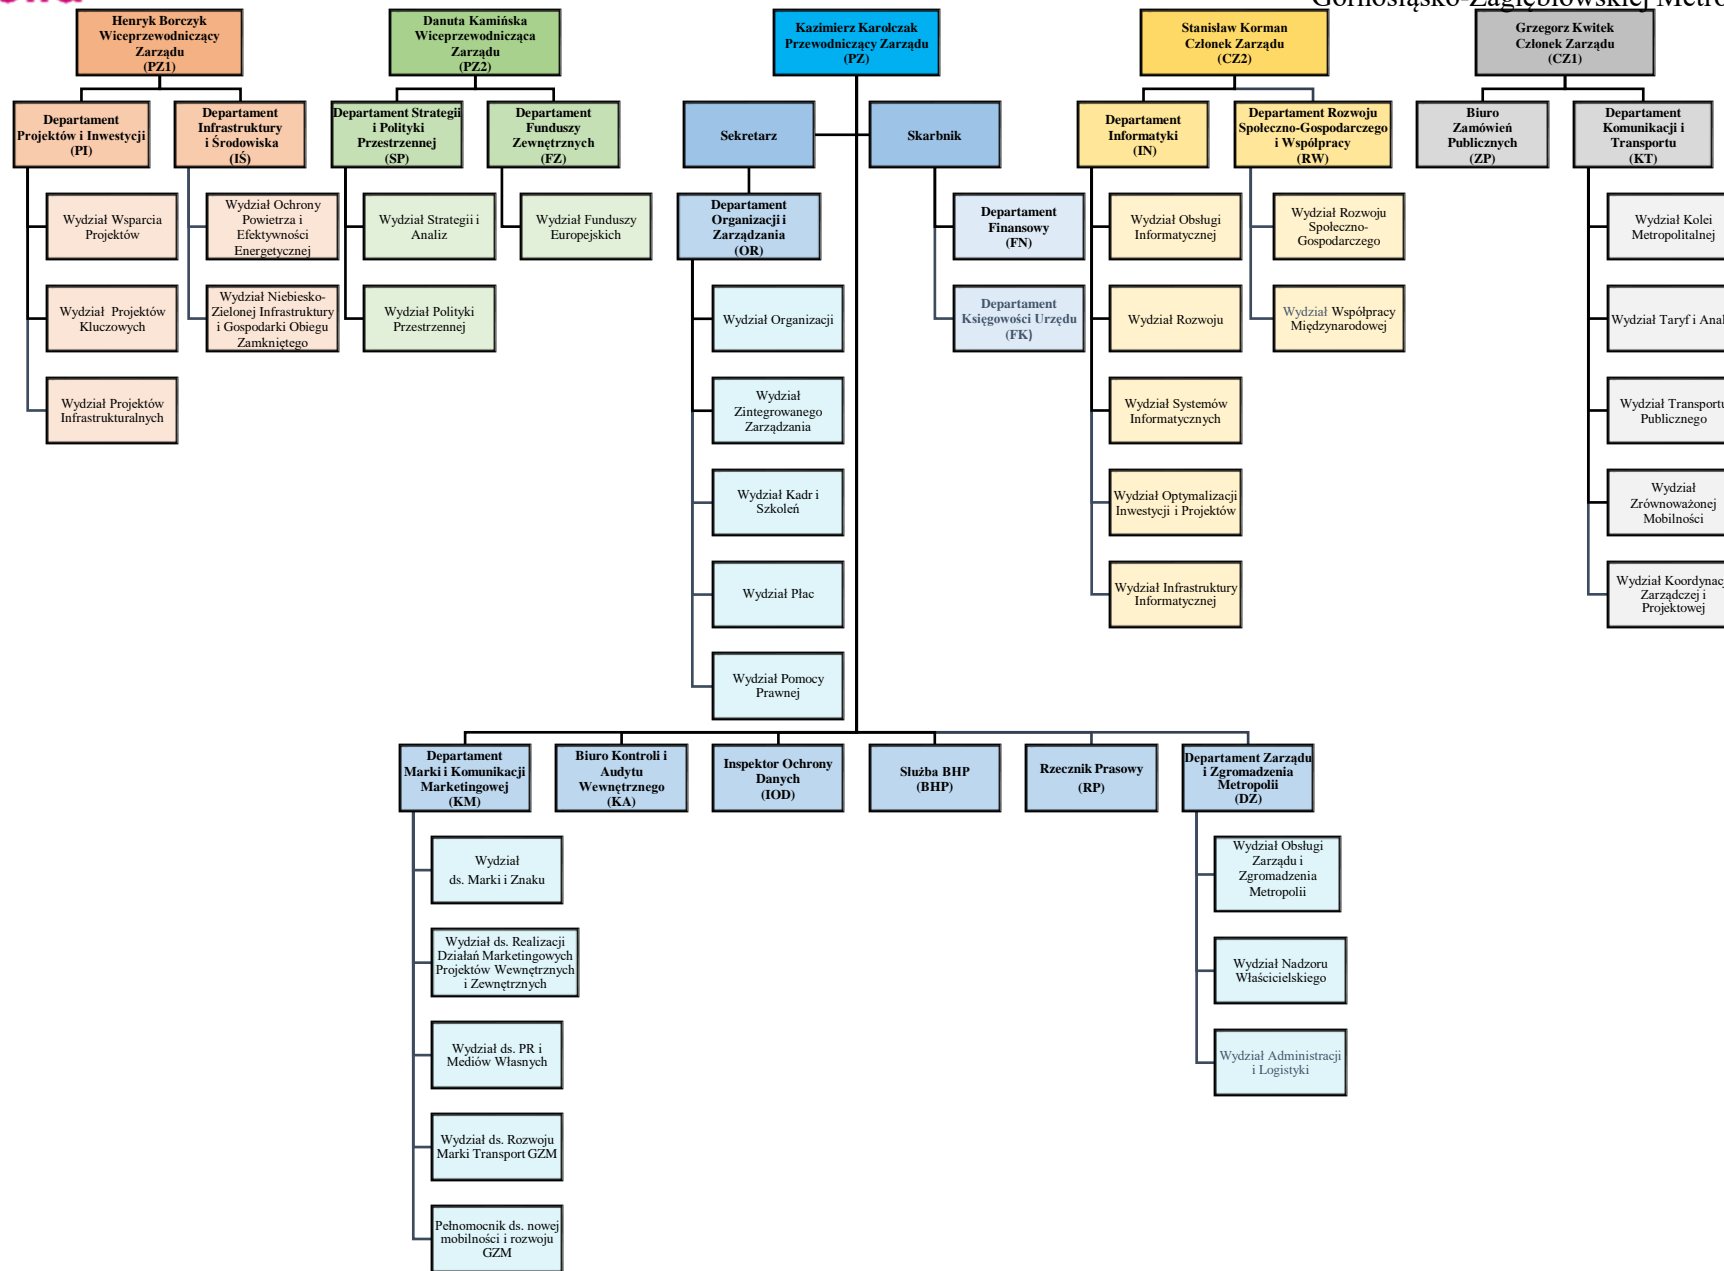 Górnośląsko-Zagłębiowskiej Metro
Henryk Borczyk
Wiceprzewodniczący
Zarządu
(PZ1)
Danuta Kamińska
Wiceprzewodnicząca
Zarządu
(PZ2)
Kazimierz Karolczak
Przewodniczący Zarządu
(PZ)
Stanisław Korman
Członek Zarządu
(CZ2)
Grzegorz Kwitek
Członek Zarządu
(CZ1)
Departament
Projektów i Inwestycji
(PI)
Departament
Infrastruktury
i Środowiska
(IŚ)
Departament Strategii
i Polityki
Przestrzennej
(SP)
Departament
Funduszy
Zewnętrznych
(FZ)
Sekretarz
Skarbnik
Departament
Informatyki
(IN)
Departament Rozwoju
Społeczno-Gospodarczego
i Współpracy
(RW)
Biuro
Zamówień
Publicznych
(ZP)
Departament
Komunikacji i
Transportu
(KT)
Wydział Wsparcia
Projektów
Wydział Ochrony
Powietrza i
Efektywności
Energetycznej
Wydział Strategii i
Analiz
Wydział Funduszy
Europejskich
Departament
Organizacji i
Zarządzania
(OR)
Departament
Finansowy
(FN)
Wydział Obsługi
Informatycznej
Wydział Rozwoju
Społeczno-
Gospodarczego
Wydział Kolei
Metropolitalnej
Wydział Projektów
Kluczowych
Wydział Niebiesko-
Zielonej Infrastruktury
i Gospodarki Obiegu
Zamkniętego
Wydział Polityki
Przestrzennej
Wydział Organizacji
Departament
Księgowości Urzędu
(FK)
Wydział Rozwoju
Wydział Współpracy
Międzynarodowej
Wydział Taryf i Anal
Wydział Projektów
Infrastrukturalnych
Wydział
Zintegrowanego
Zarządzania
Wydział Systemów
Informatycznych
Wydział Transportu
Publicznego
Wydział Kadr i
Szkoleń
Wydział Optymalizacji
Inwestycji i Projektów
Wydział
Zrównoważonej
Mobilności
Wydział Płac
Wydział Infrastruktury
Informatycznej
Wydział Koordynacj
Zarządczej i
Projektowej
Wydział Pomocy
Prawnej
Departament
Marki i Komunikacji
Marketingowej
(KM)
Biuro Kontroli i
Audytu
Wewnętrznego
(KA)
Inspektor Ochrony
Danych
(IOD)
Służba BHP
(BHP)
Rzecznik Prasowy
(RP)
Departament Zarządu
i Zgromadzenia
Metropolii
(DZ)
Wydział
ds. Marki i Znaku
Wydział Obsługi
Zarządu i
Zgromadzenia
Metropolii
Wydział ds. Realizacji
Działań Marketingowych
Projektów Wewnętrznych
i Zewnętrznych
Wydział Nadzoru
Właścicielskiego
Wydział ds. PR i
Mediów Własnych
Wydział Administracji
i Logistyki
Wydział ds. Rozwoju
Marki Transport GZM
Pełnomocnik ds. nowej
mobilności i rozwoju
GZM